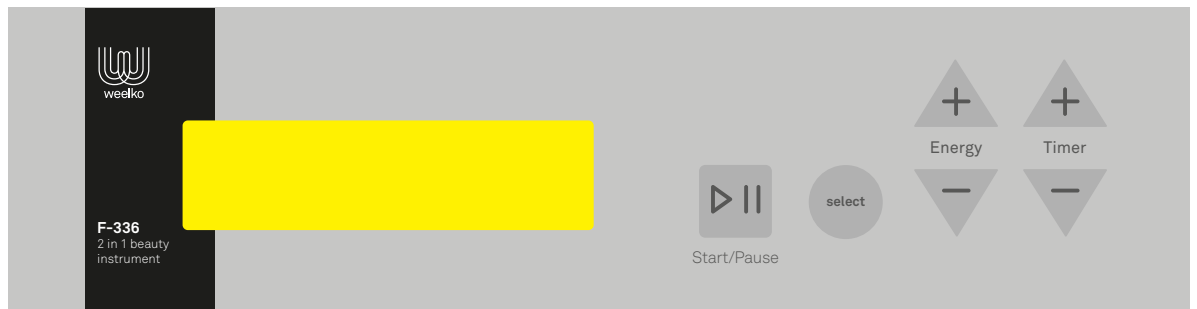 weelko
F-336
2 in 1 beauty
instrument
Start/Pause
select
+
+
Energy
Timer
−
−